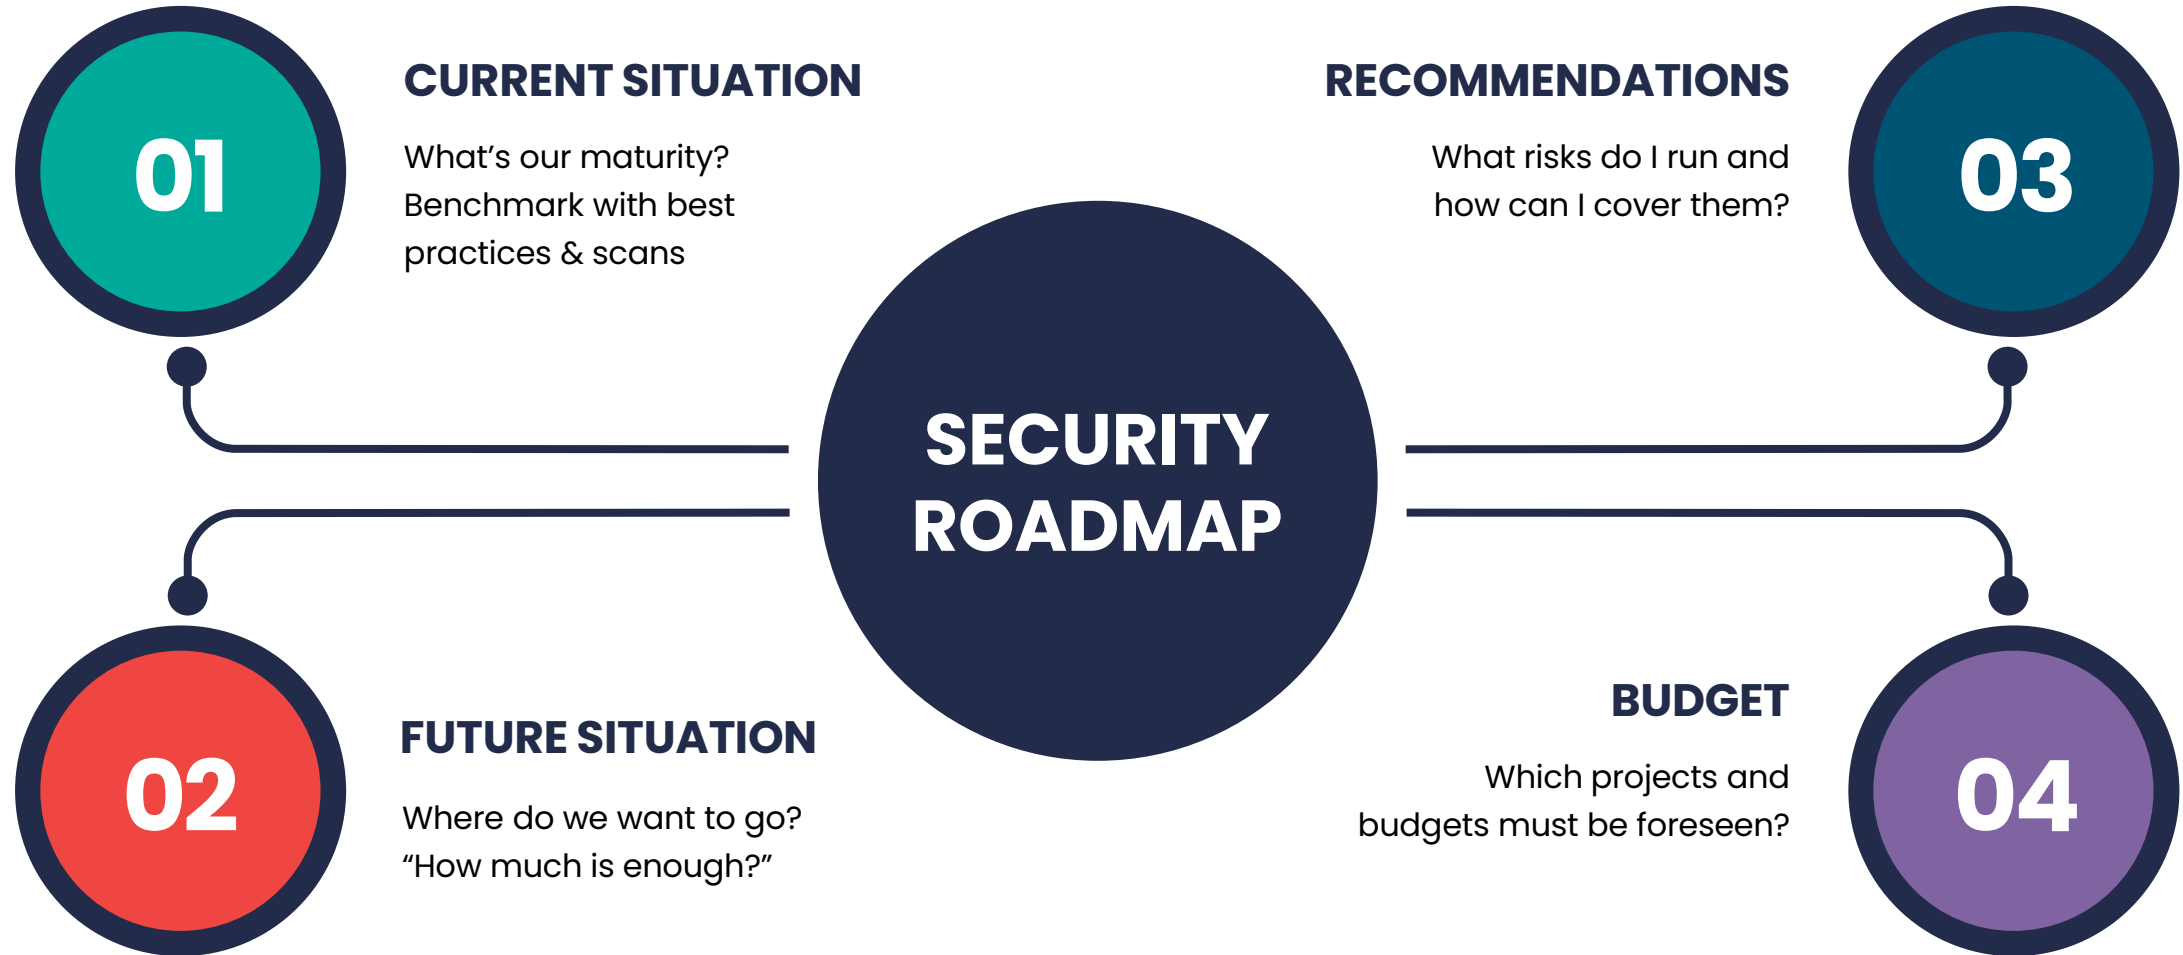 01
CURRENT SITUATION
What’s our maturity?
Benchmark with best
practices & scans
02
FUTURE SITUATION
Where do we want to go?
“How much is enough?”
SECURITY
ROADMAP
RECOMMENDATIONS
What risks do I run and
how can I cover them?
03
BUDGET
Which projects and
budgets must be foreseen?
04